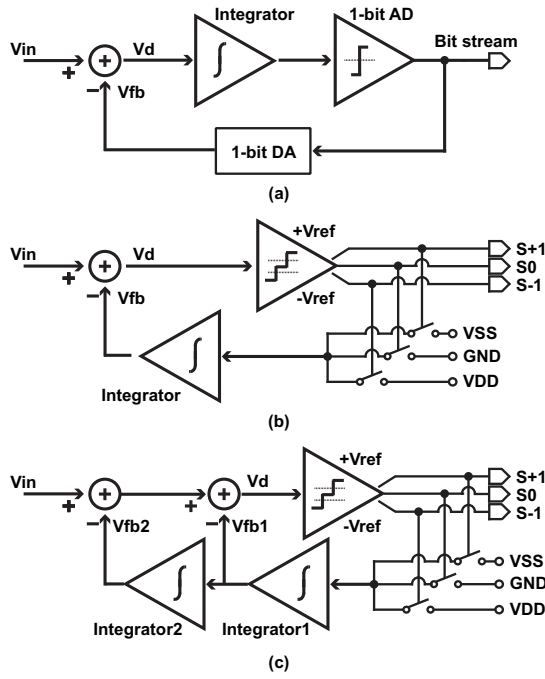 Integrator 1-bit AD
Vin Vd Bit stream
+ +
− Vfb
1-bit DA
(a)
+Vref
Vin Vd S+1
+ + S0
− Vfb -Vref S-1
VSS
GND
Integrator VDD
(b)
+Vref
Vin Vd S+1
+ + + + S0
− Vfb2 − Vfb1 -Vref S-1
VSS
GND
Integrator2 Integrator1 VDD
(c)